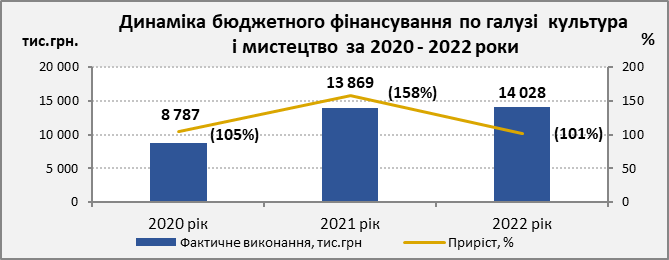 Динаміка бюджетного фінансування по галузі культура
і мистецтво за 2020 - 2022 роки
тис.грн.
%
20 000
15 000
10 000
5 000
0
200
150
100
50
0
8 787
(105%)
13 869
(158%)
14 028
(101%)
2020 рік
2021 рік
2022 рік
Фактичне виконання, тис.грн
Приріст, %